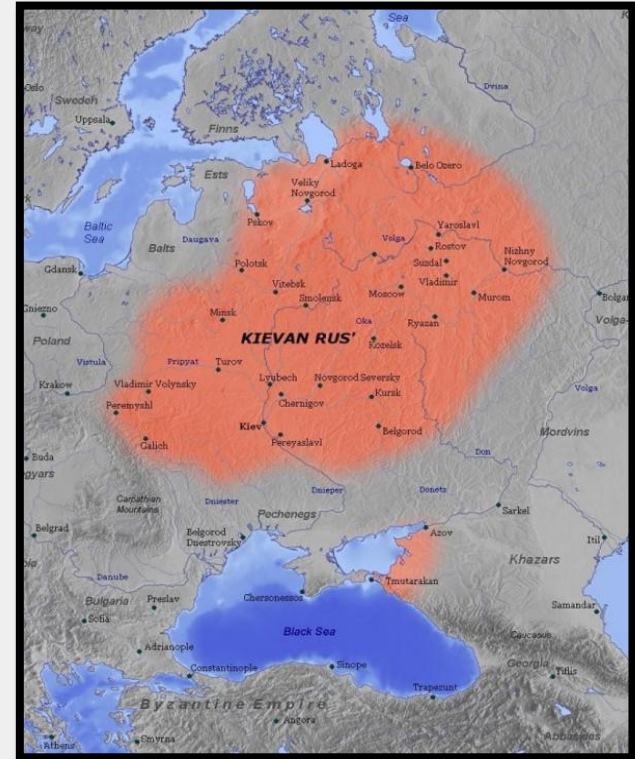 Sea
way
Oslo
Sweden
Uppsala
Finns
Dvina
Ladoga
Belo Ozero
Ests
Veliky
Novgorod
Pskov
Baltic
Sea
Balts
Daugava
Volga
Yaroslavl
Rostov
Suzdal
Nizhny
Novgorod
Gdansk
Polotsk
Vitebsk
Moscow
Vladimir
Murom
Bolgar
Gniezno
Smolensk
Volga-
Minsk
Ryazan
Poland
KIEVAN RUS'
Oka
Kozelsk
Vistula
Pripyat
Turov
Volga
Krakow
Vladimir Volynsky
Lyubech
Novgorod Seversky
Peremyshl
Chernigov
Kursk
Kiev
Belgorod
Mordvins
Galich
Pereyaslavl
Buda
gyars
Don
Carpathian
Mountains
Dniester
Dnieper
Donets
Pechenegs
Sarkel
Belgrad
Belgorod
Dnestrovsky
Azov
Itil
Khazars
Danube
Tmutarakan
Bulgaria
Preslav
Chersonessos
Samandar
Sofia
Black Sea
Caucasus
Adrianople
Georgia
Constantinople
Sinope
Tiflis
Trapezunt
Byzantine Empire
Angora
Athens
Smyrna
Abbasides